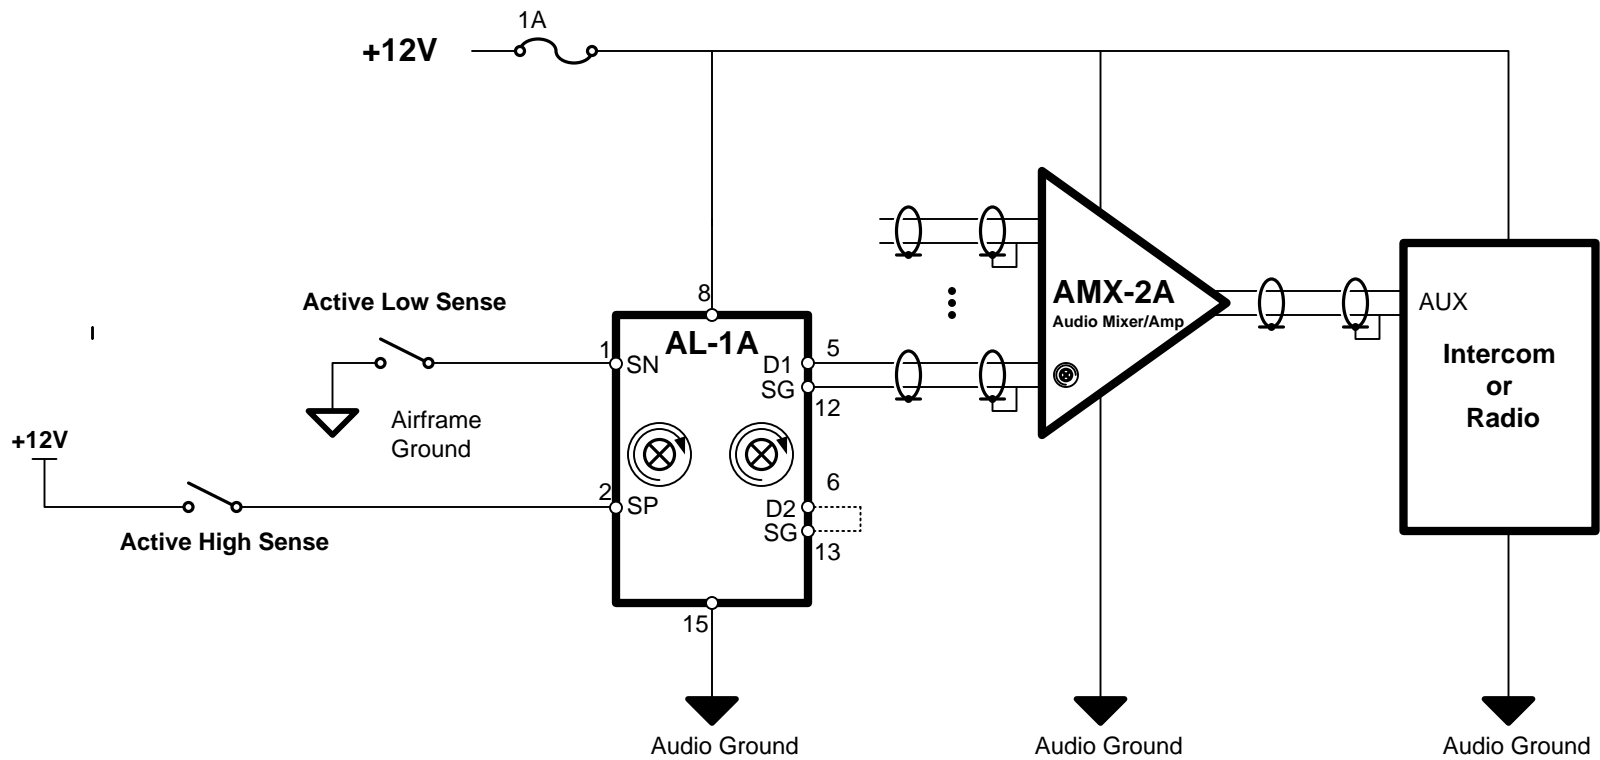 1A
+12V
8
Active Low Sense
AL-1A
1
SN
D1
5
SG
12
Airframe
Ground
+12V
2
SP
6
D2
SG
13
Active High Sense
15
AMX-2A
Audio Mixer/Amp
AUX
Intercom
or
Radio
Audio Ground
Audio Ground
Audio Ground